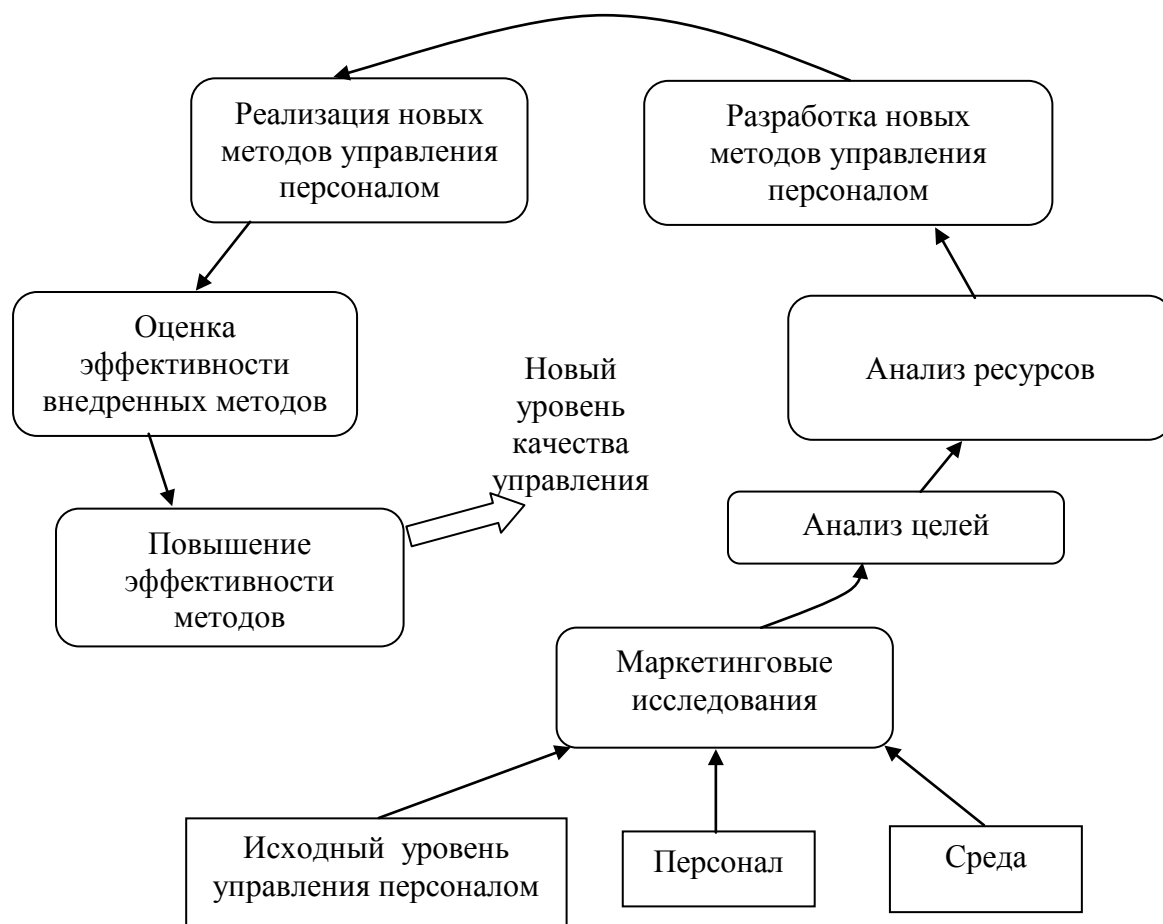 Реализация новых
методов управления
персоналом
Разработка новых
методов управления
персоналом
Оценка
эффективности
внедренных методов
Новый
уровень
качества
управления
Анализ ресурсов
Повышение
эффективности
методов
Анализ целей
Маркетинговые
исследования
Исходный уровень
управления персоналом
Персонал
Среда